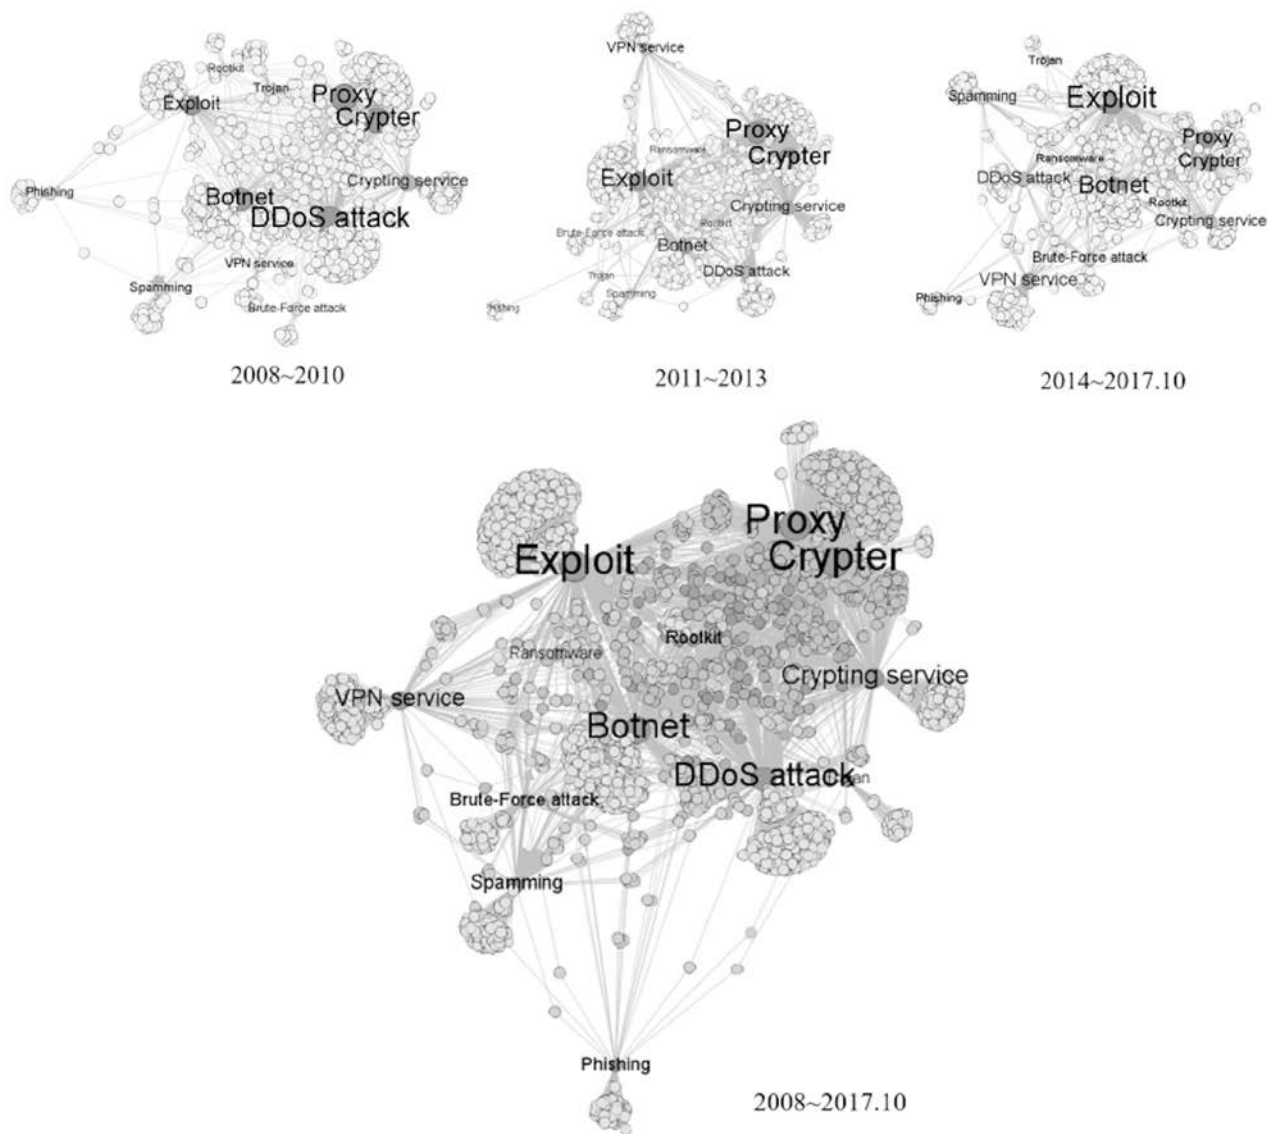 Rootkit
Trojan
Exploit
Proxy
Crypter
Phishing
Crypting service
Botnet
DDoS attack
VPN service
Spamming
Brute-Force attack
2008~2010
VPN service
Proxy
Ransomware
Crypter
Exploit
Crypting service
Rootkit
Brute-Force attack
Botnet
DDoS attack
Trojan
Spamming
2011~2013
Trojan
Spamming
Exploit
Proxy
Ransomware
Crypter
DDoS attack
Botnet
Rootkit
Crypting service
Brute-Force attack
VPN service
Phishing
2014~2017.10
Proxy
Exploit
Crypter
Rootkit
Ransomware
Crypting service
VPN service
Botnet
DDoS attack
Brute-Force attack
Spamming
Phishing
2008~2017.10